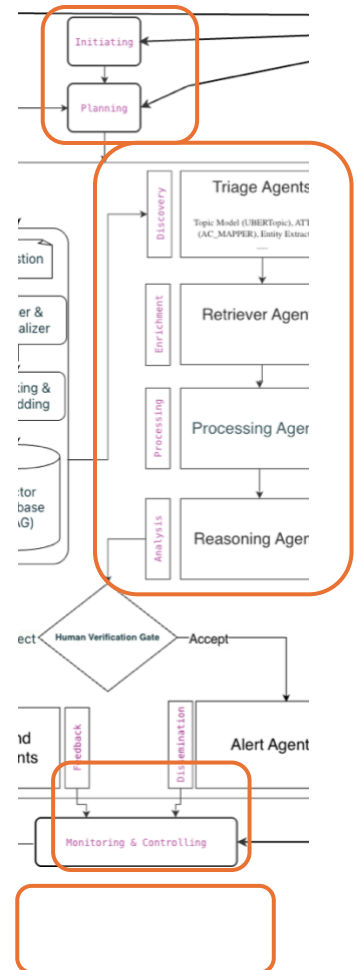 Initiating
Planning
Discovery
Triage Agents
Topic Model (UBERTopic), ATT
(AC_MAPPER), Entity Extract
.....
stion
Enrichment
Retriever Agen
er &
alizer
Processing
Processing Ager
king &
dding
ctor
base
AG)
Analysis
Reasoning Agen
ect
Human Verification Gate
Accept
nd
nts
Feedback
Dissemination
Alert Agent
Monitoring & Controlling